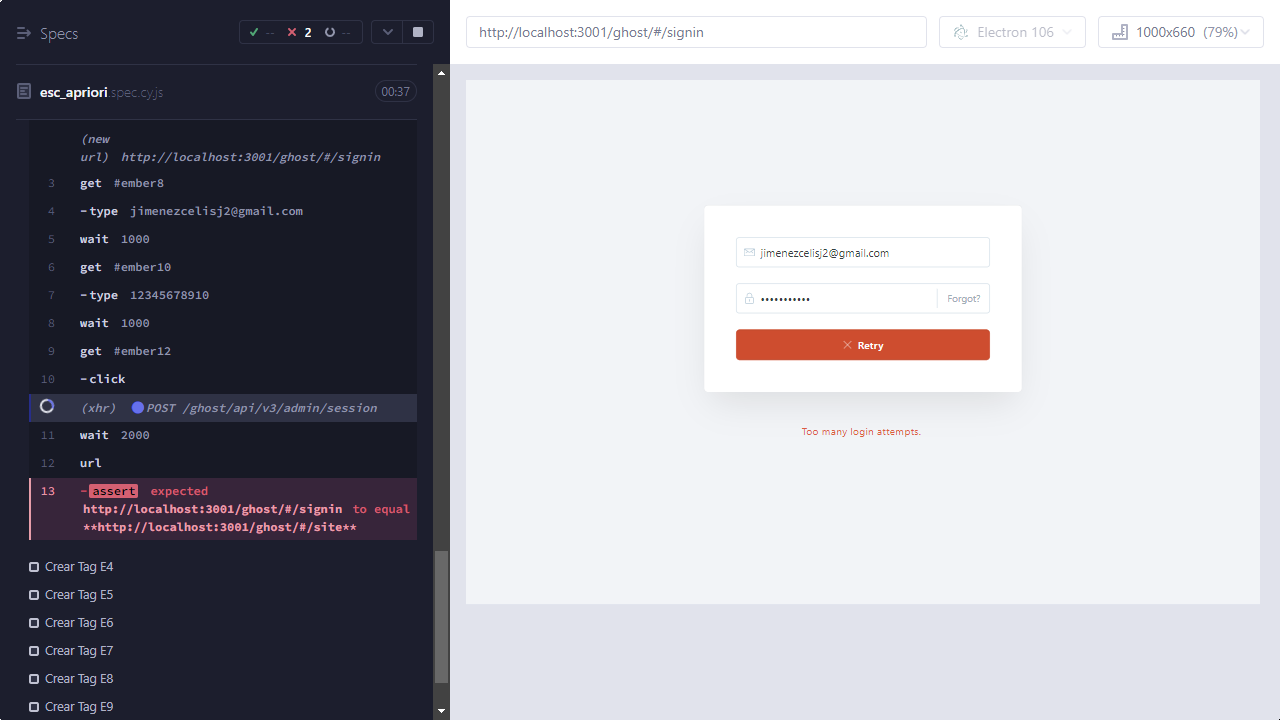 Specs
-- 2 --
http://localhost:3001/ghost/#/signin
Electron 106
1000x660 (79%)
esc_apriori.spec.cy.js
00:37
(new
url) http://localhost:3001/ghost/#/signin
3 get #ember8
4 -type jimenezcelisj2@gmail.com
5 wait 1000
6 get #ember10
7 -type 12345678910
8 wait 1000
9 get #ember12
10 -click
(xhr) POST /ghost/api/v3/admin/session
11 wait 2000
12 url
13 -assert expected
http://localhost:3001/ghost/#/signin to equal
**http://localhost:3001/ghost/#/site**
Crear Tag E4
Crear Tag E5
Crear Tag E6
Crear Tag E7
Crear Tag E8
Crear Tag E9
jimenezcelisj2@gmail.com
••••••••••• Forgot?
Retry
Too many login attempts.